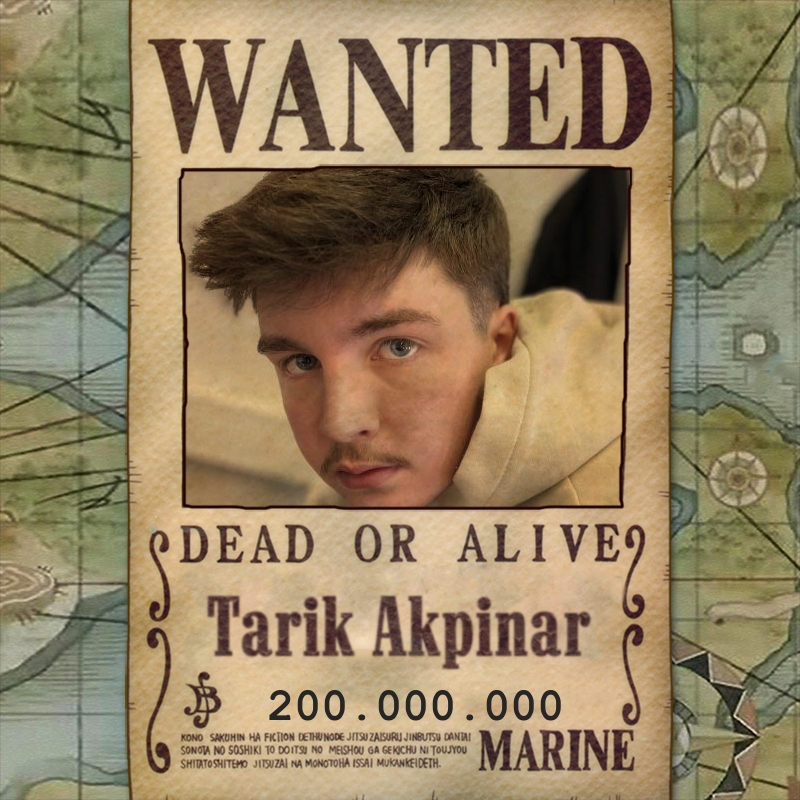 WANTED
DEAD OR ALIVE
Tarik Akpinar
200.000.000
KONO SAKUHIN HA FICTION DETHUNODE JITSUZAISURU JINBUTSU DANTAI
SONOTA NO SOSHIKI TO DOITSU NO MEISHOU GA GEKICHU NI TOUJYOU
SHITATOSHITEMO JITSUZAI NA MONOTOHA ISSAI MUKANKEIDETH.
MARINE